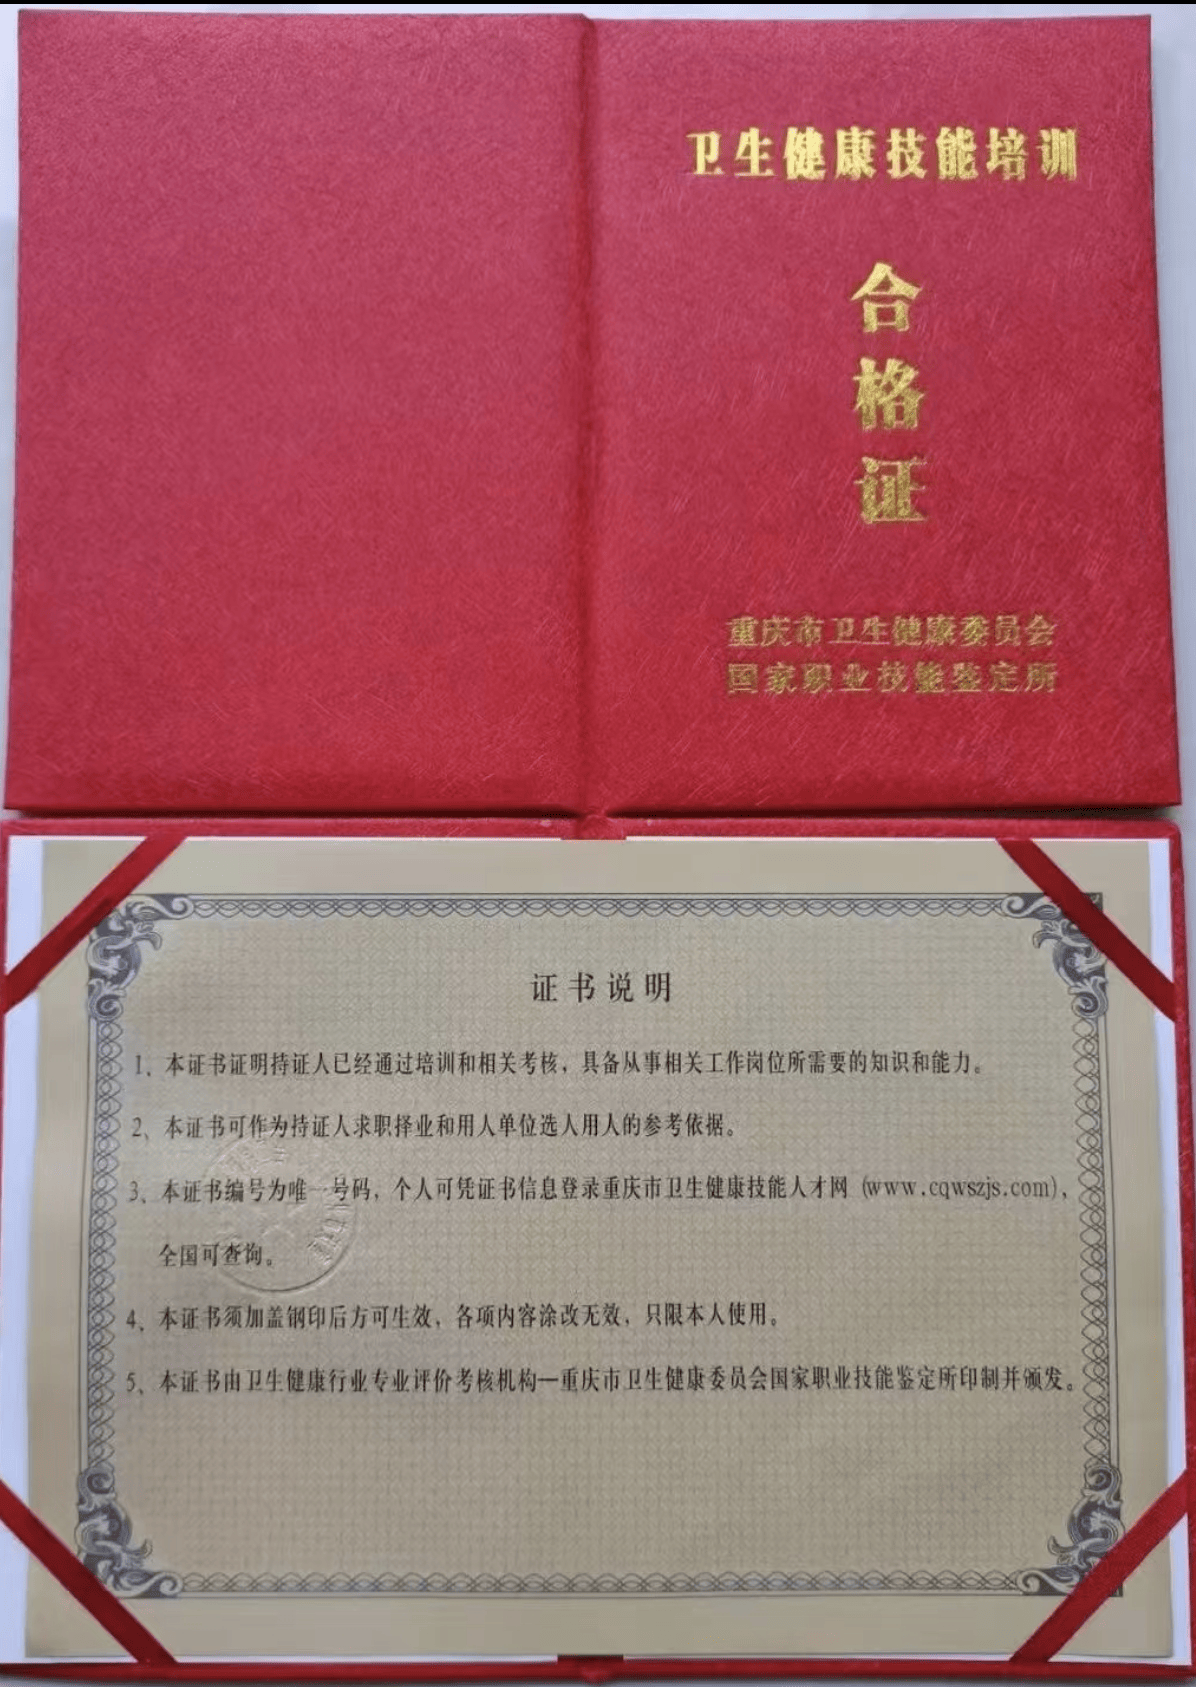 卫生健康技能培训
合
格
证
重庆市卫生健康委员会
国家职业技能鉴定所
证书说明
1、本证书证明持证人已经通过培训和相关考核，具备从事相关工作岗位所需要的知识和能力。
2、本证书可作为持证人求职择业和用人单位选人用人的参考依据。
3、本证书编号为唯一号码，个人可凭证书信息登录重庆市卫生健康技能人才网（www.cqwszjs.com），
全国可查询。
4、本证书须加盖钢印后方可生效，各项内容涂改无效，只限本人使用。
5、本证书由卫生健康行业专业评价考核机构—重庆市卫生健康委员会国家职业技能鉴定所印制并颁发。